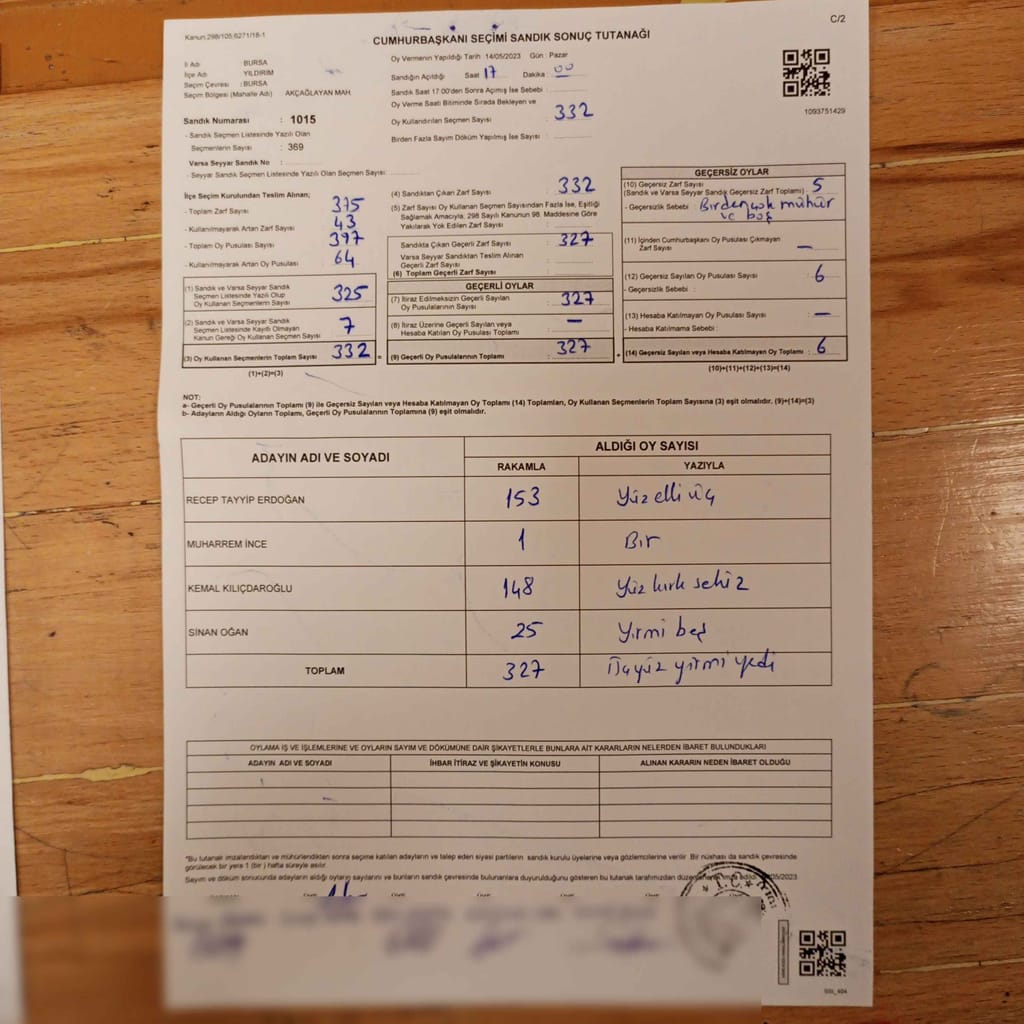 Kanun:298/105;6271/18-1
C/2
CUMHURBAŞKANI SEÇİMİ SANDIK SONUÇ TUTANAĞI
İl Adı : BURSA
İlçe Adı : YILDIRIM
Seçim Çevresi : BURSA
Seçim Bölgesi (Mahalle Adı) AKÇAĞLAYAN MAH.
Sandık Numarası : 1015
- Sandık Seçmen Listesinde Yazılı Olan
Seçmenlerin Sayısı : 369
Varsa Seyyar Sandık No :
- Seyyar Sandık Seçmen Listesinde Yazılı Olan Seçmen Sayısı:
Oy Vermenin Yapıldığı Tarih :14/05/2023 Gün : Pazar
Sandığın Açıldığı Saat 17 Dakika 00
Sandık Saat 17.00'den Sonra Açımış İse Sebebi :
Oy Verme Saati Bitiminde Sırada Bekleyen ve
Oy Kullandırılan Seçmen Sayısı : 332
Birden Fazla Sayım Döküm Yapılmış İse Sayısı :
1093751429
İlçe Seçim Kurulundan Teslim Alınan;
- Toplam Zarf Sayısı : 375
- Kullanılmayarak Artan Zarf Sayısı : 43
- Toplam Oy Pusulası Sayısı : 397
- Kullanılmayarak Artan Oy Pusulası : 64
(1) Sandık ve Varsa Seyyar Sandık
Seçmen Listesinde Yazılı Olup
Oy Kullanan Seçmenlerin Sayısı : 325
(2) Sandık ve Varsa Seyyar Sandık
Seçmen Listesinde Kayıtlı Olmayan
Kanun Gereği Oy Kullanan Seçmen Sayısı : 7
(3) Oy Kullanan Seçmenlerin Toplam Sayısı : 332 =
(1)+(2)=(3)
(4) Sandıktan Çıkan Zarf Sayısı : 332
(5) Zarf Sayısı Oy Kullanan Seçmen Sayısından Fazla İse, Eşitliği
Sağlamak Amacıyla, 298 Sayılı Kanunun 98. Maddesine Göre
Yakılarak Yok Edilen Zarf Sayısı :
Sandıkta Çıkan Geçerli Zarf Sayısı : 327
Varsa Seyyar Sandıktan Teslim Alınan
Geçerli Zarf Sayısı :
(6) Toplam Geçerli Zarf Sayısı :
GEÇERLİ OYLAR
(7) İtiraz Edilmeksizin Geçerli Sayılan
Oy Pusulalarının Sayısı : 327
(8) İtiraz Üzerine Geçerli Sayılan veya
Hesaba Katılan Oy Pusulası Toplamı : –
(9) Geçerli Oy Pusulalarının Toplamı : 327 +
GEÇERSİZ OYLAR
(10) Geçersiz Zarf Sayısı
(Sandık ve Varsa Seyyar Sandık Geçersiz Zarf Toplamı) : 5
- Geçersizlik Sebebi : Birden çok mühür
ve boş
(11) İçinden Cumhurbaşkanı Oy Pusulası Çıkmayan
Zarf Sayısı : –
(12) Geçersiz Sayılan Oy Pusulası Sayısı : 6
- Geçersizlik Sebebi :
(13) Hesaba Katılmayan Oy Pusulası Sayısı : –
- Hesaba Katılmama Sebebi :
(14) Geçersiz Sayılan veya Hesaba Katılmayan Oy Toplamı : 6
(10)+(11)+(12)+(13)=(14)
NOT:
a- Geçerli Oy Pusulalarının Toplamı (9) ile Geçersiz Sayılan veya Hesaba Katılmayan Oy Toplamı (14) Toplamları, Oy Kullanan Seçmenlerin Toplam Sayısına (3) eşit olmalıdır. (9)+(14)=(3)
b- Adayların Aldığı Oyların Toplamı, Geçerli Oy Pusulalarının Toplamına (9) eşit olmalıdır.
ADAYIN ADI VE SOYADI
ALDIĞI OY SAYISI
RAKAMLA YAZIYLA
RECEP TAYYİP ERDOĞAN 153 Yüz elli üç
MUHARREM İNCE 1 Bir
KEMAL KILIÇDAROĞLU 148 Yüz kırk sekiz
SİNAN OĞAN 25 Yirmi beş
TOPLAM 327 Üçyüz yirmi yedi
OYLAMA İŞ VE İŞLEMLERİNE VE OYLARIN SAYIM VE DÖKÜMÜNE DAİR ŞİKAYETLERLE BUNLARA AİT KARARLARIN NELERDEN İBARET BULUNDUKLARI
ADAYIN ADI VE SOYADI İHBAR İTİRAZ VE ŞİKAYETİN KONUSU ALINAN KARARIN NEDEN İBARET OLDUĞU
*Bu tutanak imzalandıktan ve mühürlendikten sonra seçime katılan adayların ve talep eden siyasi partilerin sandık kurulu üyelerine veya gözlemcilerine verilir. Bir nüshası da sandık çevresinde
görülecek bir yere 1 (bir ) hafta süreyle asılır.
Sayım ve döküm sonucunda adayların aldığı oyların sayılarını ve bunların sandık çevresinde bulunanlara duyurulduğunu gösteren bu tutanak tarafımızdan
T.C.